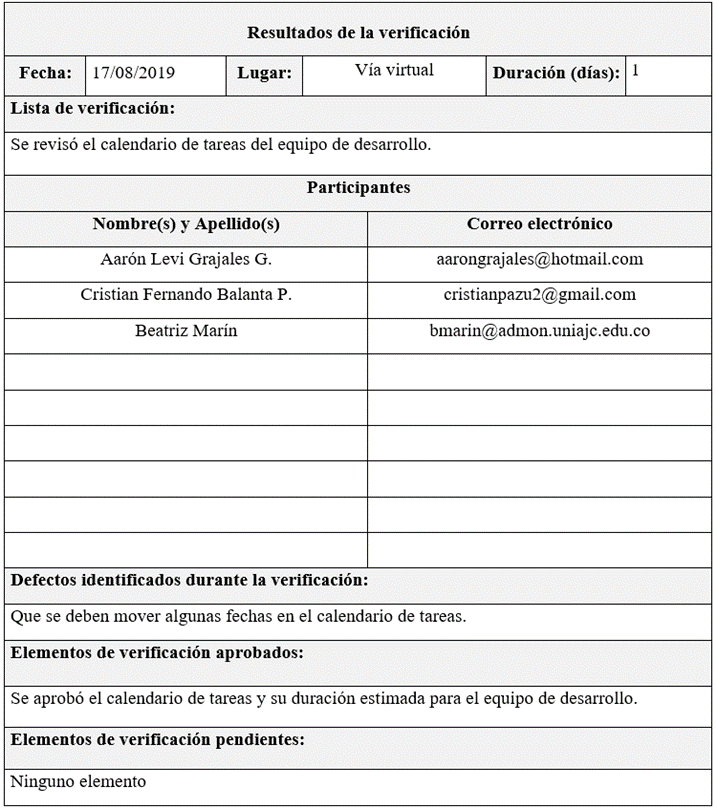 Resultados de la verificación
Fecha: 17/08/2019 Lugar: Vía virtual Duración (días): 1
Lista de verificación:
Se revisó el calendario de tareas del equipo de desarrollo.
Participantes
Nombre(s) y Apellido(s) Correo electrónico
Aarón Levi Grajales G. aarongrajales@hotmail.com
Cristian Fernando Balanta P. cristianpazu2@gmail.com
Beatriz Marín bmarin@admon.uniajc.edu.co
Defectos identificados durante la verificación:
Que se deben mover algunas fechas en el calendario de tareas.
Elementos de verificación aprobados:
Se aprobó el calendario de tareas y su duración estimada para el equipo de desarrollo.
Elementos de verificación pendientes:
Ninguno elemento